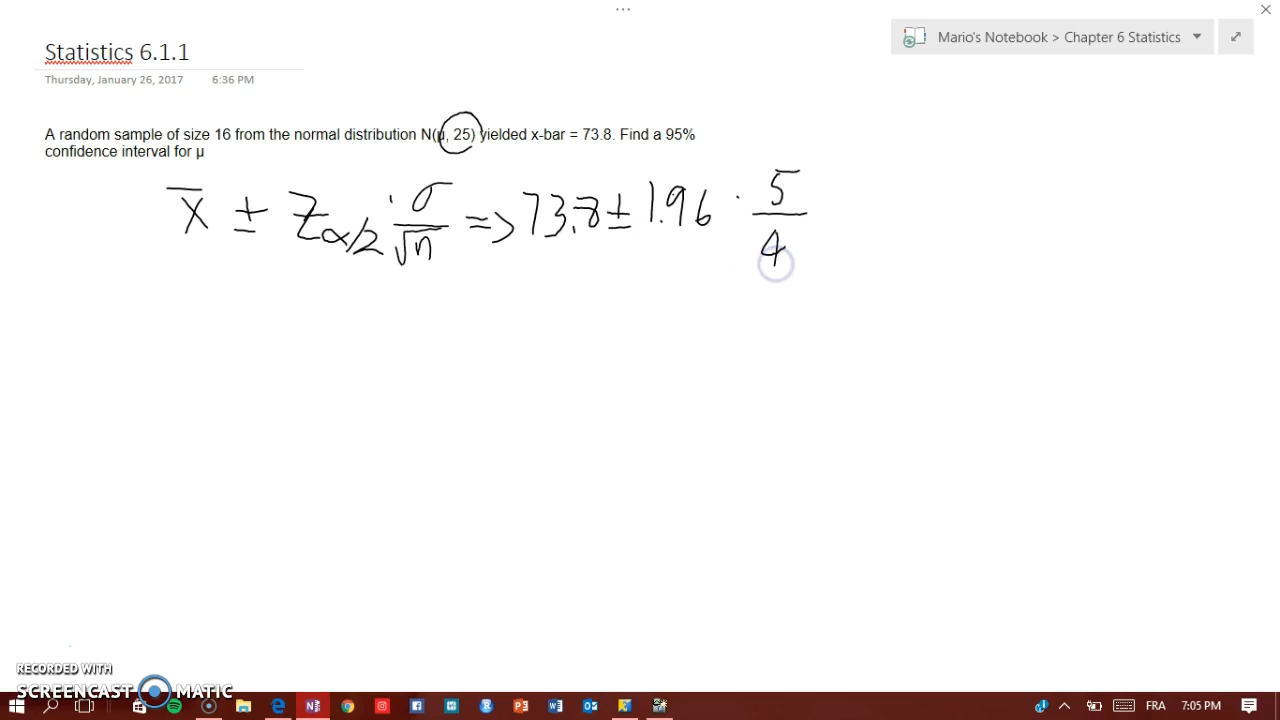 ...
Statistics 6.1.1
Mario's Notebook > Chapter 6 Statistics
Thursday, January 26, 2017 6:36 PM
A random sample of size 16 from the normal distribution N(μ, 25) yielded x-bar = 73.8. Find a 95%
confidence interval for μ
x̄ ± Zα/2 · σ/√n => 73.8 ± 1.96 · 5/4
RECORDED WITH
SCREENCAST MATIC
FRA 7:05 PM